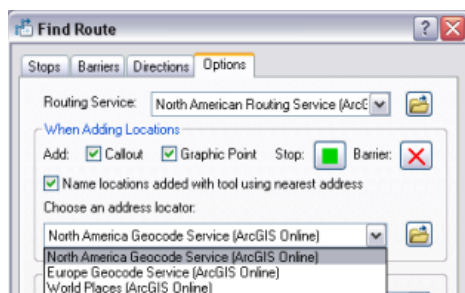 Find Route
Stops Barriers Directions Options
Routing Service: North American Routing Service (ArcG
When Adding Locations
Add: Callout Graphic Point Stop: Barrier:
Name locations added with tool using nearest address
Choose an address locator:
North America Geocode Service (ArcGIS Online)
North America Geocode Service (ArcGIS Online)
Europe Geocode Service (ArcGIS Online)
World Places (ArcGIS Online)